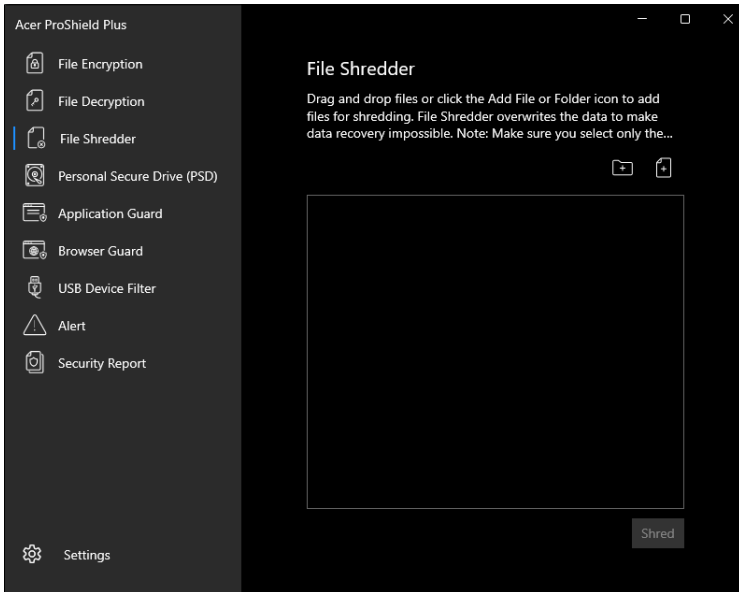 Acer ProShield Plus
File Encryption
File Decryption
File Shredder
Personal Secure Drive (PSD)
Application Guard
Browser Guard
USB Device Filter
Alert
Security Report
Settings
File Shredder
Drag and drop files or click the Add File or Folder icon to add
files for shredding. File Shredder overwrites the data to make
data recovery impossible. Note: Make sure you select only the...
Shred